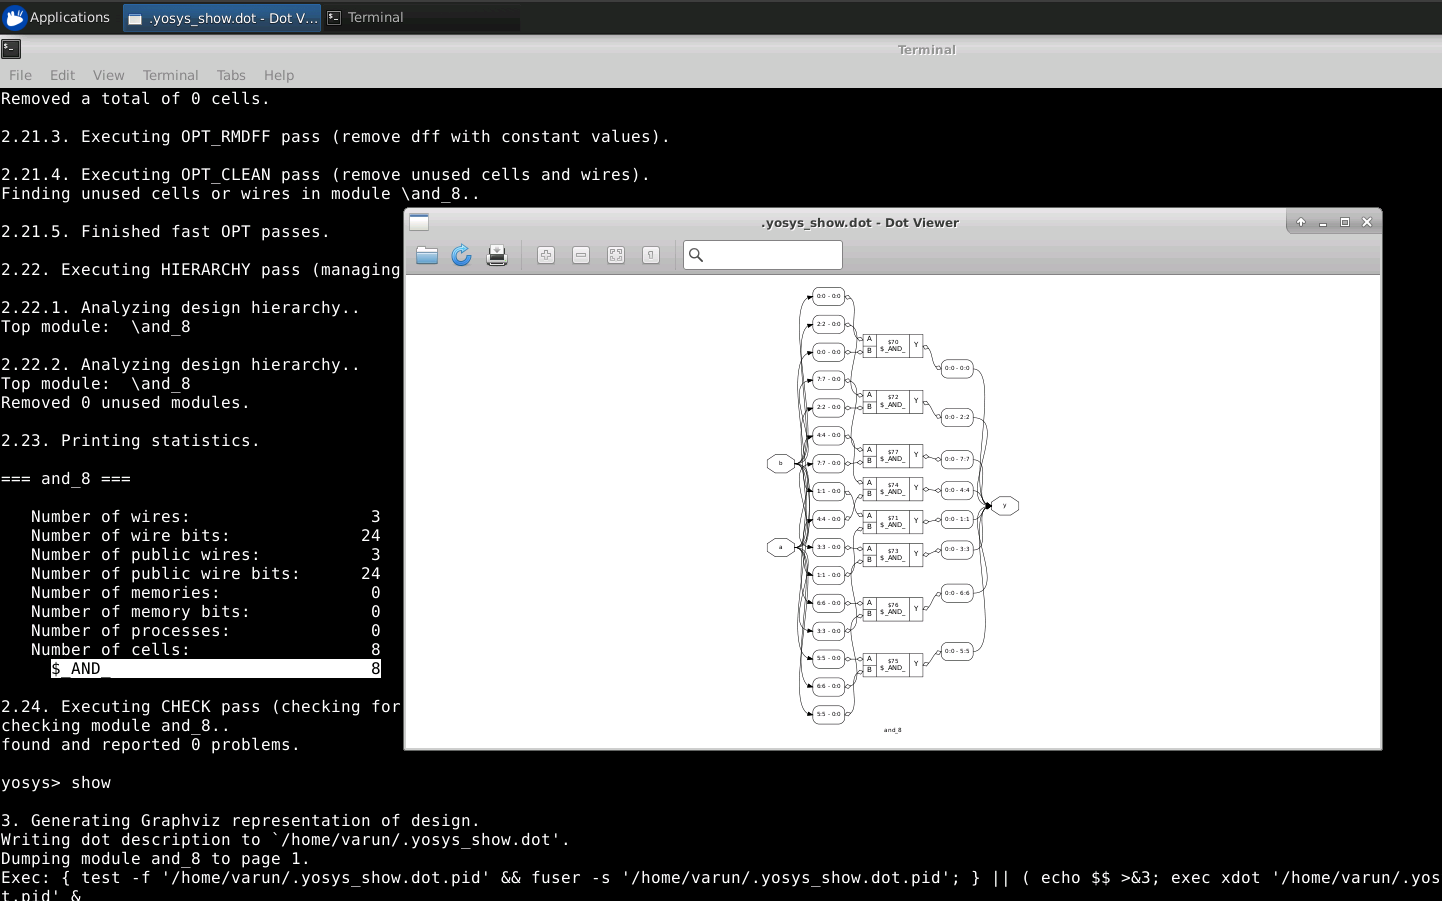 Applications
.yosys_show.dot - Dot V...
Terminal
Terminal
File Edit View Terminal Tabs Help
Removed a total of 0 cells.
2.21.3. Executing OPT_RMDFF pass (remove dff with constant values).
2.21.4. Executing OPT_CLEAN pass (remove unused cells and wires).
Finding unused cells or wires in module \and_8..
2.21.5. Finished fast OPT passes.
2.22. Executing HIERARCHY pass (managing
2.22.1. Analyzing design hierarchy..
Top module:  \and_8
2.22.2. Analyzing design hierarchy..
Top module:  \and_8
Removed 0 unused modules.
2.23. Printing statistics.
=== and_8 ===
Number of wires: 3
Number of wire bits: 24
Number of public wires: 3
Number of public wire bits: 24
Number of memories: 0
Number of memory bits: 0
Number of processes: 0
Number of cells: 8
$_AND_ 8
2.24. Executing CHECK pass (checking for
checking module and_8..
found and reported 0 problems.
yosys> show
3. Generating Graphviz representation of design.
Writing dot description to `/home/varun/.yosys_show.dot'.
Dumping module and_8 to page 1.
Exec: { test -f '/home/varun/.yosys_show.dot.pid' && fuser -s '/home/varun/.yosys_show.dot.pid'; } || ( echo $$ >&3; exec xdot '/home/varun/.yos
t.pid' &
.yosys_show.dot - Dot Viewer
0:0 - 0:0
2:2 - 0:0
0:0 - 0:0
7:7 - 0:0
2:2 - 0:0
4:4 - 0:0
7:7 - 0:0
1:1 - 0:0
4:4 - 0:0
3:3 - 0:0
1:1 - 0:0
6:6 - 0:0
3:3 - 0:0
5:5 - 0:0
6:6 - 0:0
5:5 - 0:0
b
a
A B $70 $_AND_ Y
A B $72 $_AND_ Y
A B $77 $_AND_ Y
A B $74 $_AND_ Y
A B $71 $_AND_ Y
A B $73 $_AND_ Y
A B $76 $_AND_ Y
A B $75 $_AND_ Y
0:0 - 0:0
0:0 - 2:2
0:0 - 7:7
0:0 - 4:4
0:0 - 1:1
0:0 - 3:3
0:0 - 6:6
0:0 - 5:5
y
and_8